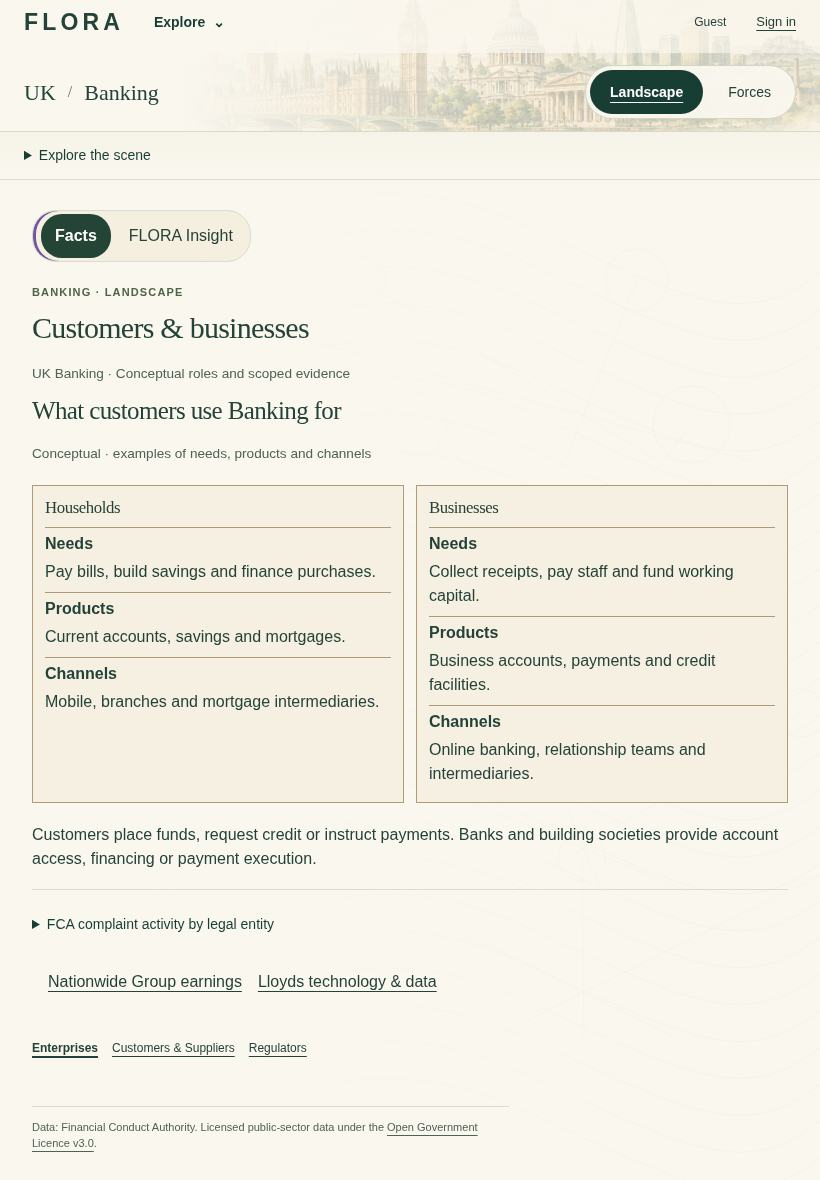 FLORA
Explore
Guest
Sign in
UK / Banking
Landscape
Forces
Explore the scene
Facts
FLORA Insight
BANKING · LANDSCAPE
Customers & businesses
UK Banking · Conceptual roles and scoped evidence
What customers use Banking for
Conceptual · examples of needs, products and channels
Households
Needs
Pay bills, build savings and finance purchases.
Products
Current accounts, savings and mortgages.
Channels
Mobile, branches and mortgage intermediaries.
Businesses
Needs
Collect receipts, pay staff and fund working
capital.
Products
Business accounts, payments and credit
facilities.
Channels
Online banking, relationship teams and
intermediaries.
Customers place funds, request credit or instruct payments. Banks and building societies provide account
access, financing or payment execution.
FCA complaint activity by legal entity
Nationwide Group earnings Lloyds technology & data
Enterprises Customers & Suppliers Regulators
Data: Financial Conduct Authority. Licensed public-sector data under the Open Government
Licence v3.0.